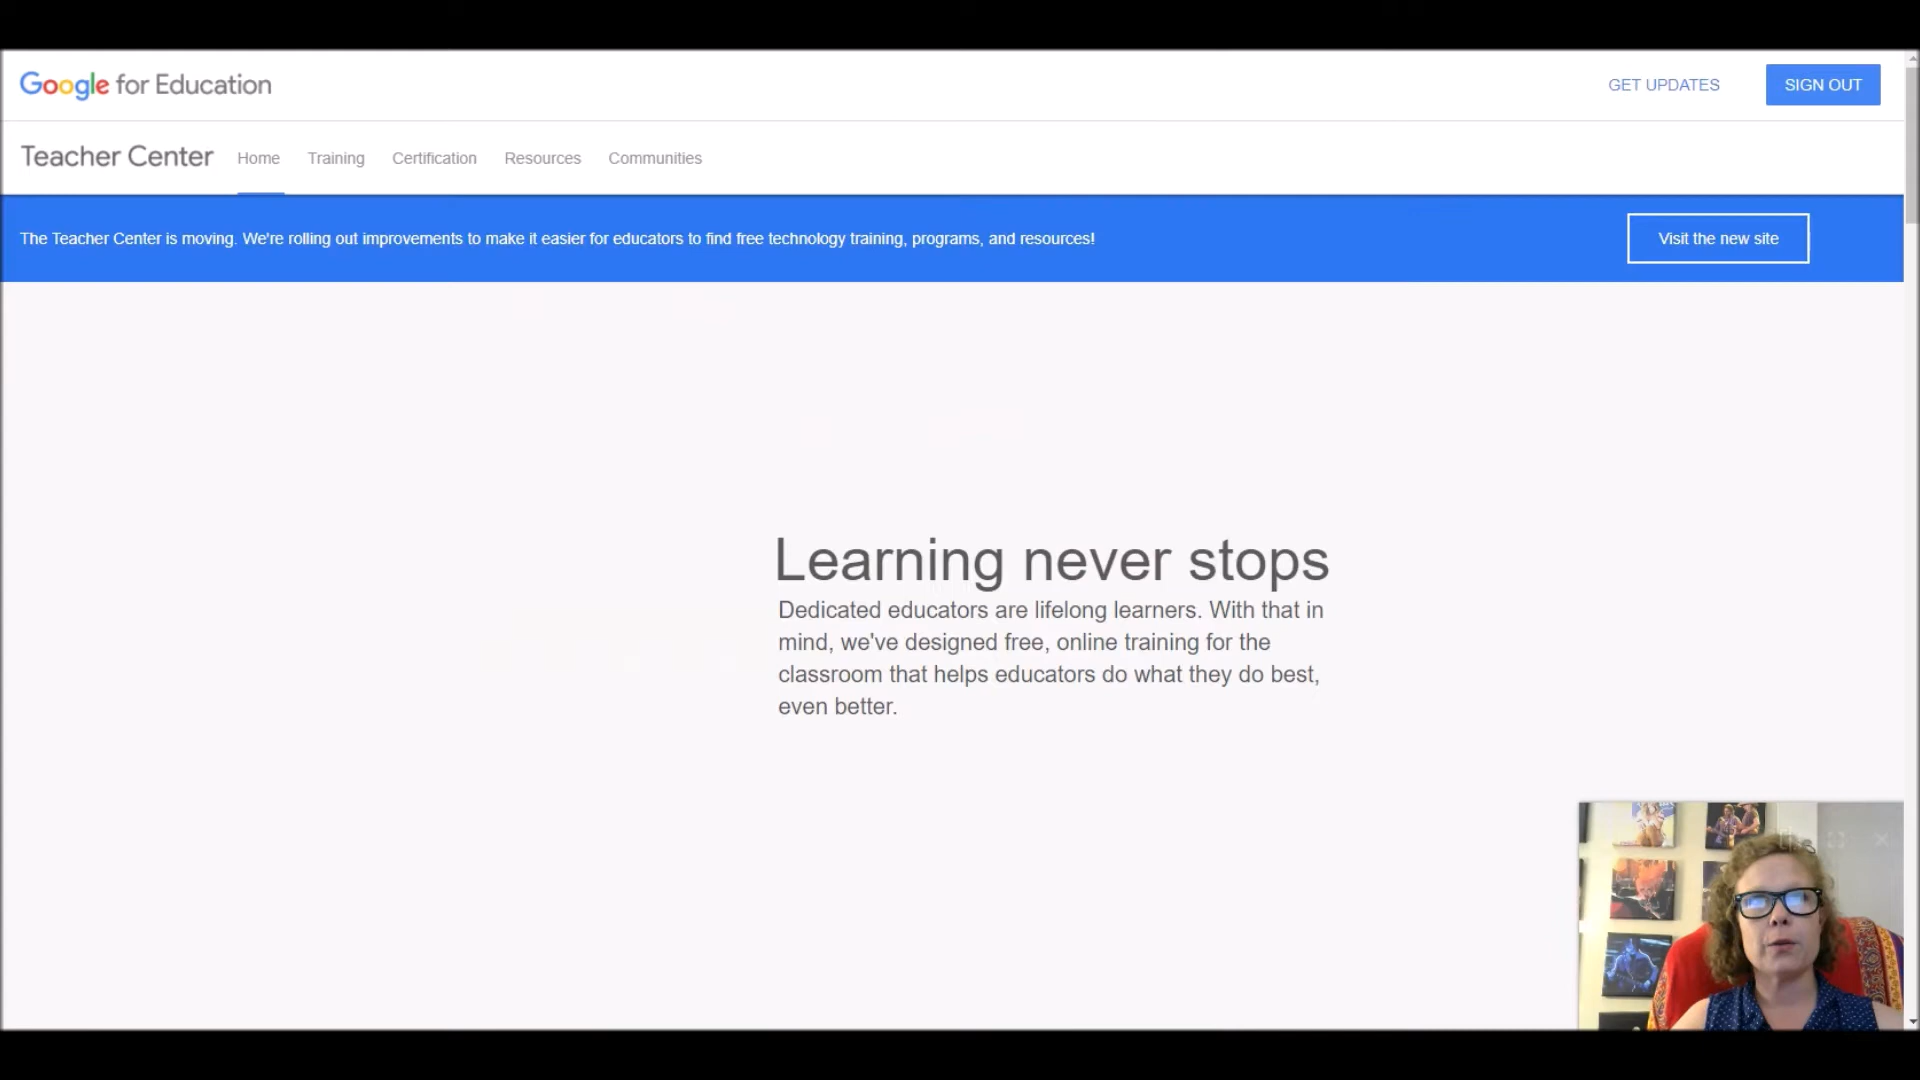 Google for Education
GET UPDATES
SIGN OUT
Teacher Center
Home
Training
Certification
Resources
Communities
The Teacher Center is moving. We're rolling out improvements to make it easier for educators to find free technology training, programs, and resources!
Visit the new site
Learning never stops
Dedicated educators are lifelong learners. With that in
mind, we've designed free, online training for the
classroom that helps educators do what they do best,
even better.